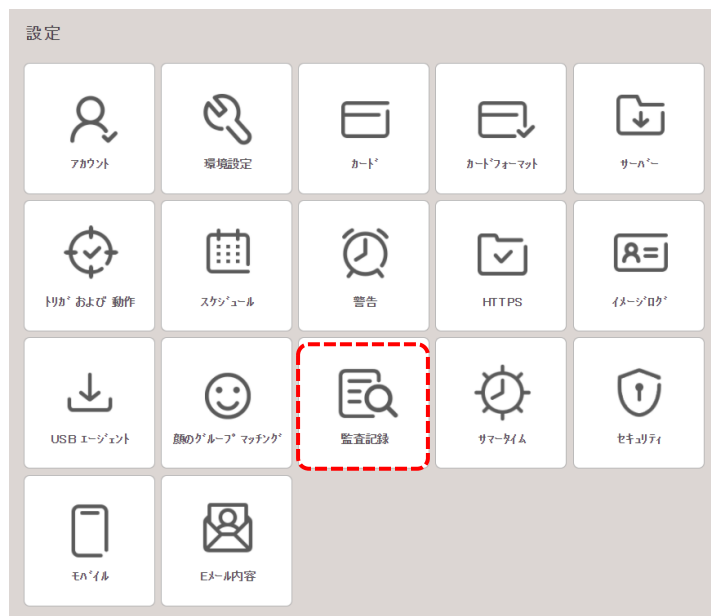 設定
ｱｶｳﾝﾄ
環境設定
ｶｰﾄﾞ
ｶｰﾄﾞﾌｫｰﾏｯﾄ
ｻｰﾊﾞｰ
ﾄﾘｶﾞ および 動作
ｽｹｼﾞｭｰﾙ
警告
HTTPS
ｲﾒｰｼﾞﾛｸﾞ
USB ｴｰｼﾞｪﾝﾄ
顔のｸﾞﾙｰﾌﾟ ﾏｯﾁﾝｸﾞ
監査記録
ｻﾏｰﾀｲﾑ
ｾｷｭﾘﾃｨ
ﾓﾊﾞｲﾙ
Eﾒｰﾙ内容